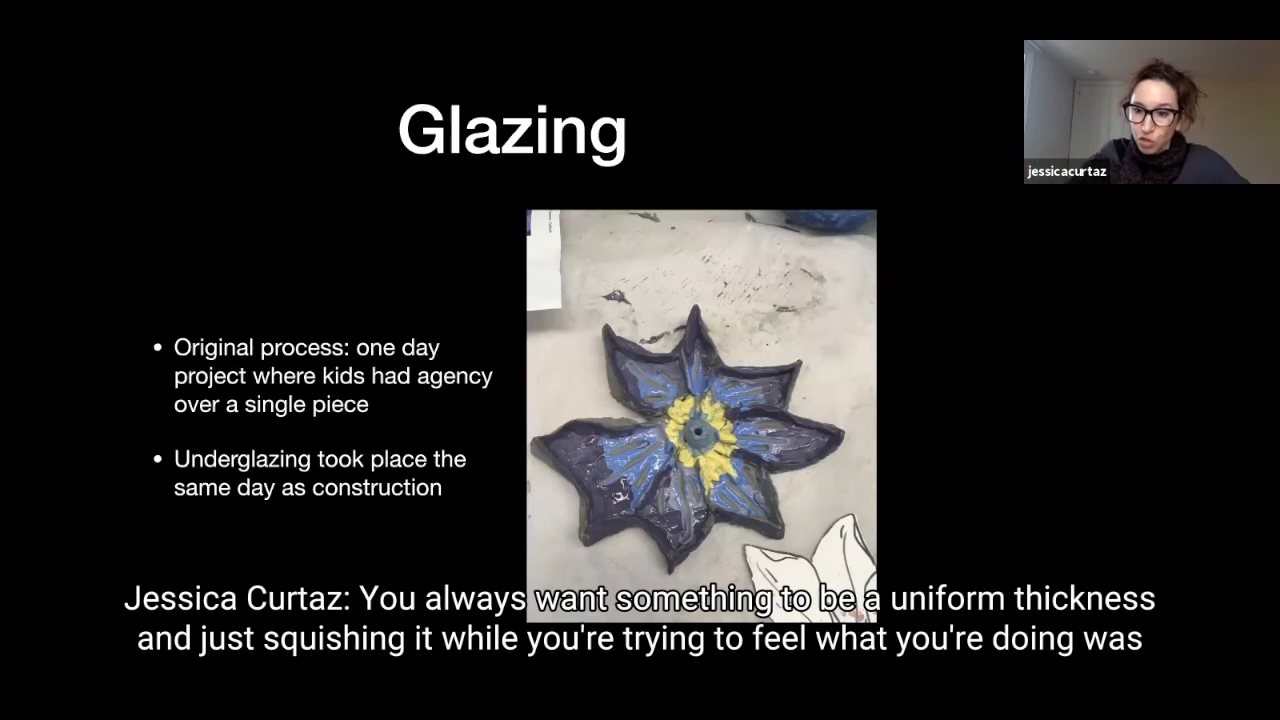 Glazing
jessicacurtaz
• Original process: one day
project where kids had agency
over a single piece
• Underglazing took place the
same day as construction
Jessica Curtaz: You always want something to be a uniform thickness
and just squishing it while you're trying to feel what you're doing was